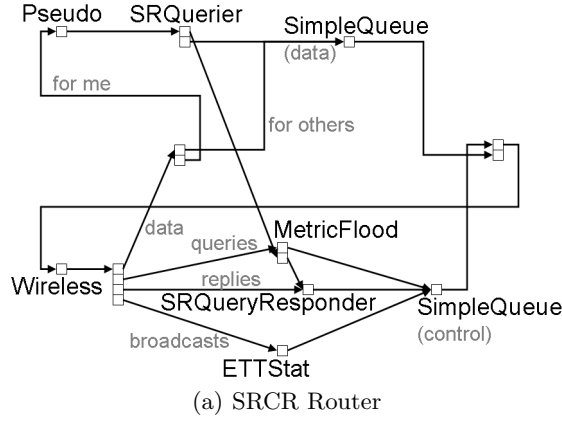 Pseudo
SRQuerier
SimpleQueue
(data)
for me
for others
data
queries
MetricFlood
Wireless
replies
SRQueryResponder
SimpleQueue
(control)
broadcasts
ETTStat
(a) SRCR Router